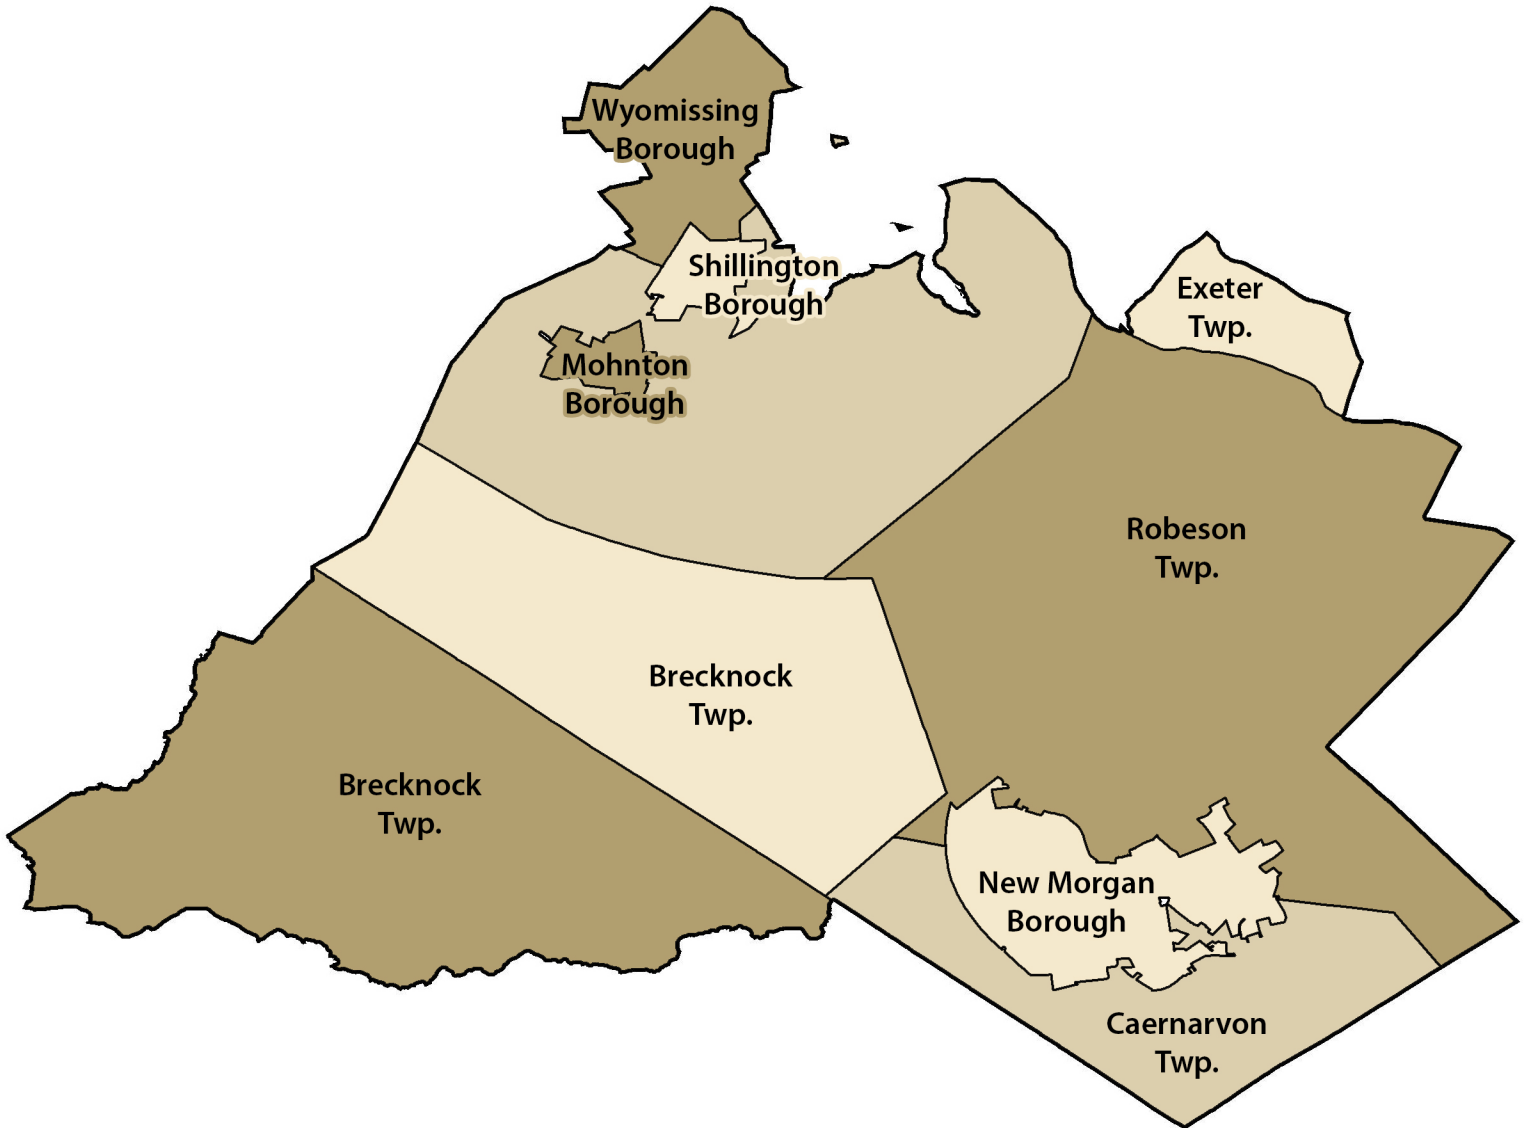 Wyomissing
Borough
Shillington
Borough
Exeter
Twp.
Mohnton
Borough
Robeson
Twp.
Brecknock
Twp.
Brecknock
Twp.
New Morgan
Borough
Caernarvon
Twp.